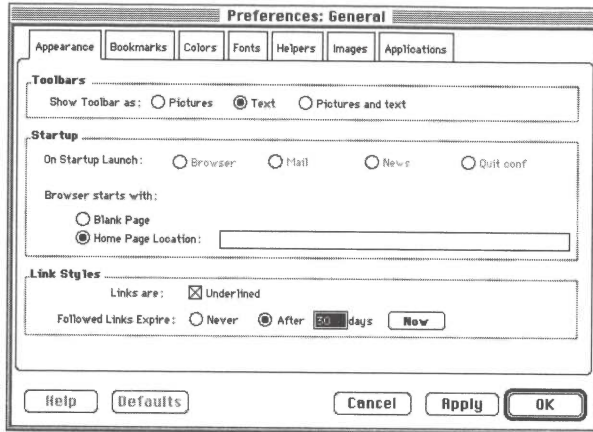 Preferences: General
Appearance Bookmarks Colors Fonts Helpers Images Applications
Toolbars
Show Toolbar as: Pictures Text Pictures and text
Startup
On Startup Launch: Browser Mail News Quit conf
Browser starts with:
Blank Page
Home Page Location:
Link Styles
Links are: Underlined
Followed Links Expire: Never After 30 days Now
Help Defaults Cancel Apply OK